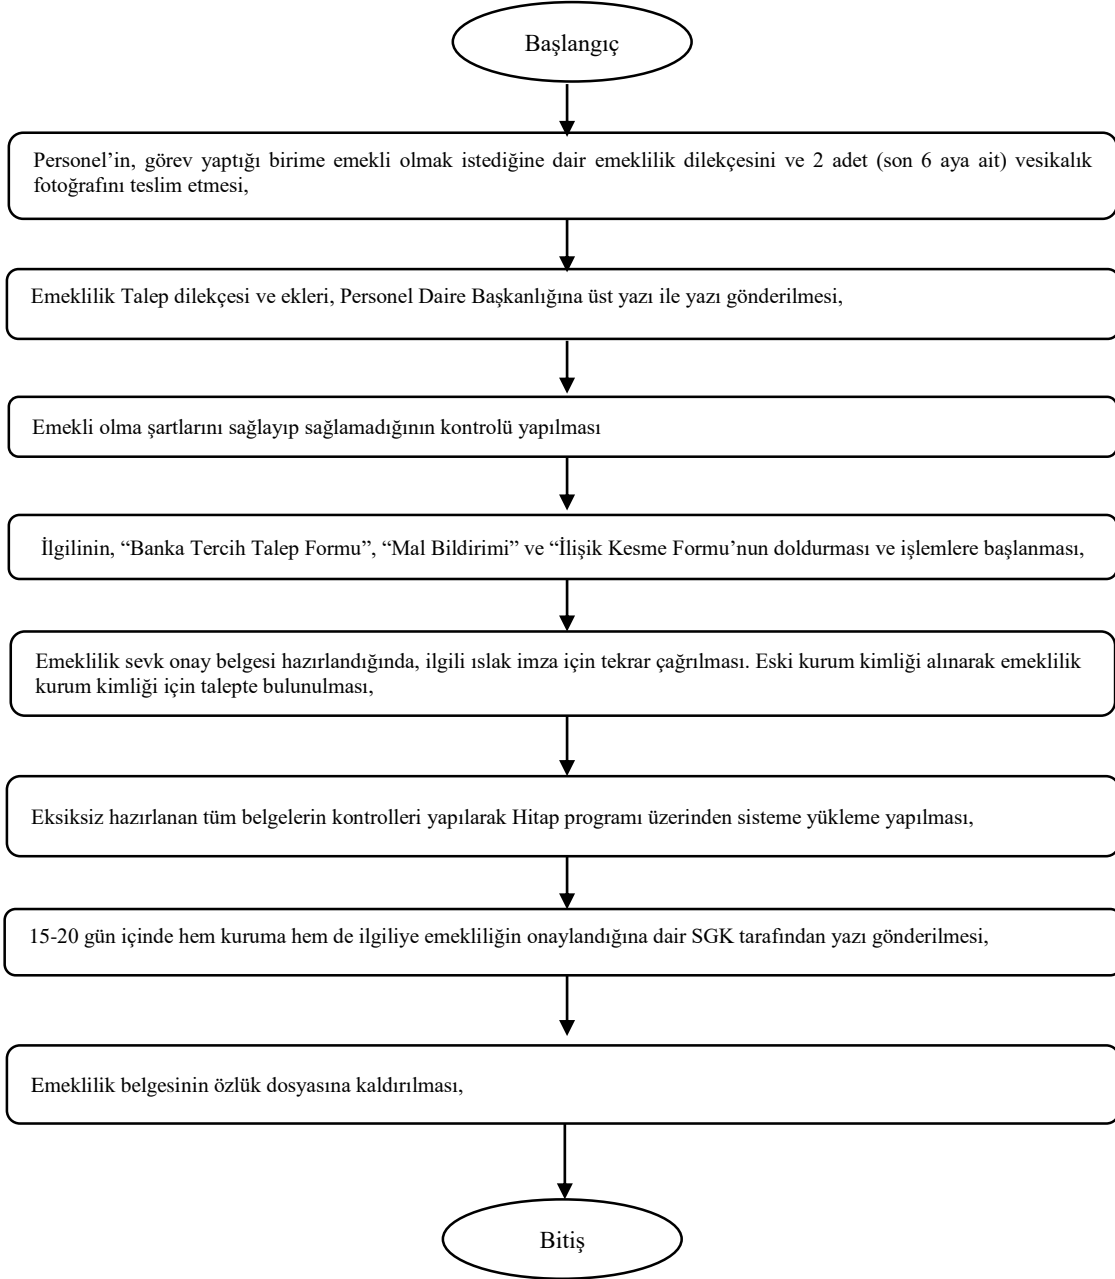 Başlangıç
Personel’in, görev yaptığı birime emekli olmak istediğine dair emeklilik dilekçesini ve 2 adet (son 6 aya ait) vesikalık
fotoğrafını teslim etmesi,
Emeklilik Talep dilekçesi ve ekleri, Personel Daire Başkanlığına üst yazı ile yazı gönderilmesi,
Emekli olma şartlarını sağlayıp sağlamadığının kontrolü yapılması
İlgilinin, “Banka Tercih Talep Formu”, “Mal Bildirimi” ve “İlişik Kesme Formu’nun doldurması ve işlemlere başlanması,
Emeklilik sevk onay belgesi hazırlandığında, ilgili ıslak imza için tekrar çağrılması. Eski kurum kimliği alınarak emeklilik
kurum kimliği için talepte bulunulması,
Eksiksiz hazırlanan tüm belgelerin kontrolleri yapılarak Hitap programı üzerinden sisteme yükleme yapılması,
15-20 gün içinde hem kuruma hem de ilgiliye emekliliğin onaylandığına dair SGK tarafından yazı gönderilmesi,
Emeklilik belgesinin özlük dosyasına kaldırılması,
Bitiş